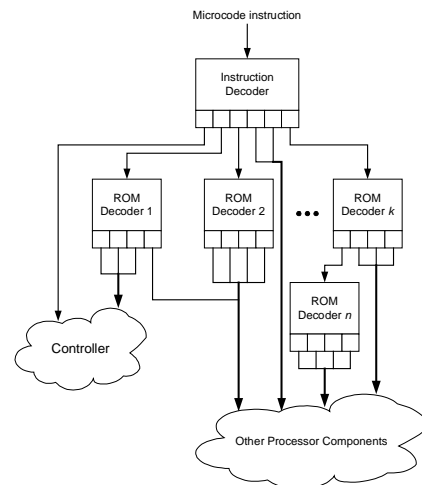 Microcode instruction
Instruction
Decoder
ROM
Decoder 1
ROM
Decoder 2
•••
ROM
Decoder k
ROM
Decoder n
Controller
Other Processor Components